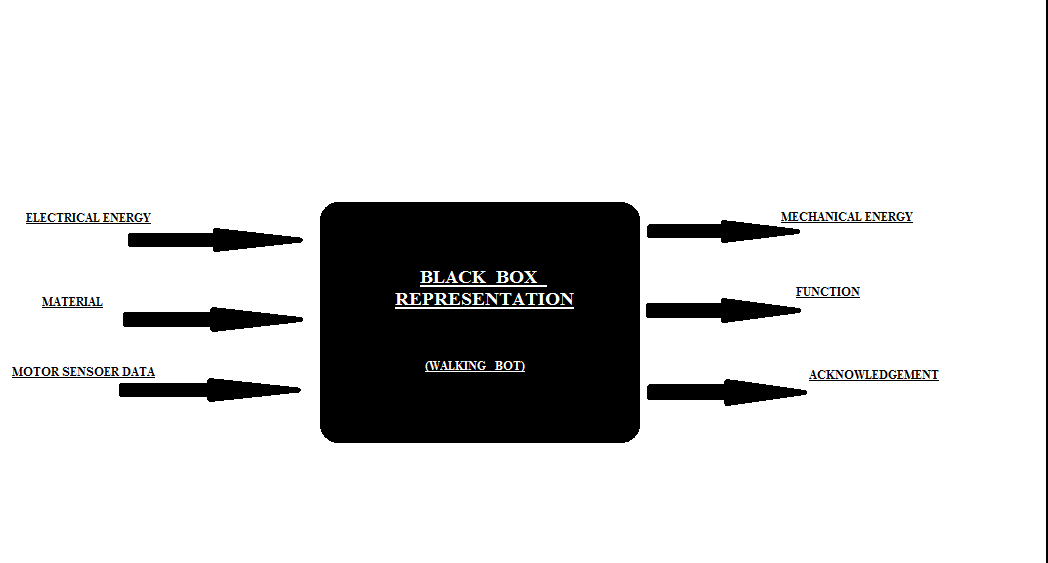 ELECTRICAL ENERGY
MATERIAL
MOTOR SENSOER DATA
BLACK BOX
REPRESENTATION
(WALKING BOT)
MECHANICAL ENERGY
FUNCTION
ACKNOWLEDGEMENT